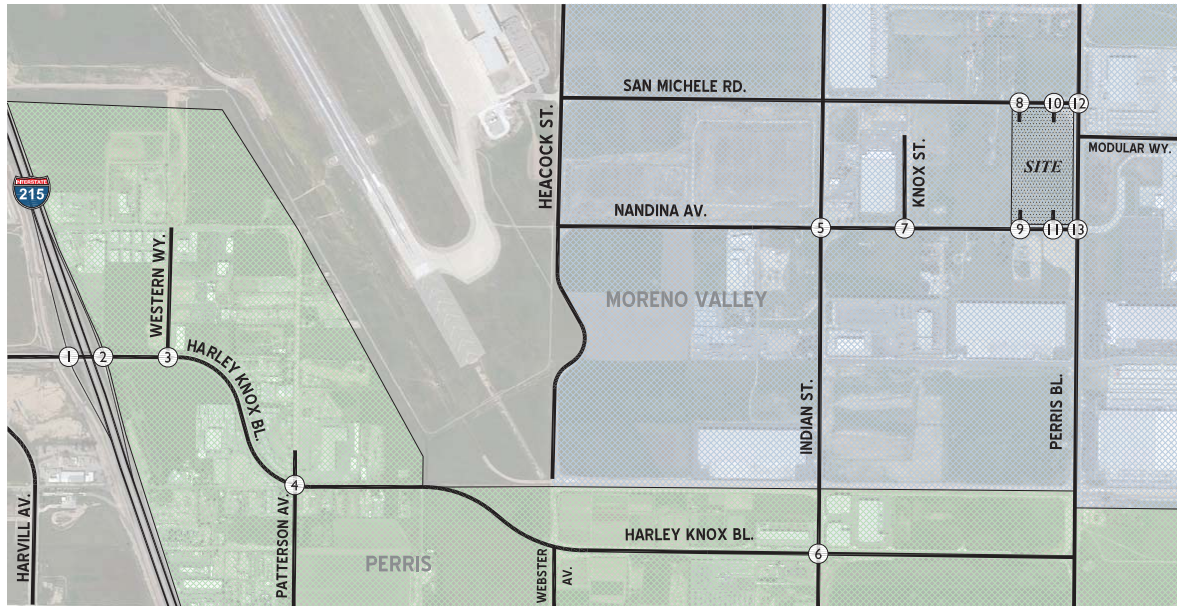 SAN MICHELE RD.
8
10
12
MODULAR WY.
SITE
KNOX ST.
HEACOCK ST.
INTERSTATE
215
NANDINA AV.
5
7
9
11
13
WESTERN WY.
MORENO VALLEY
1
2
3
HARLEY KNOX BL.
INDIAN ST.
PERRIS BL.
4
HARVILL AV.
PATTERSON AV.
PERRIS
WEBSTER
AV.
HARLEY KNOX BL.
6